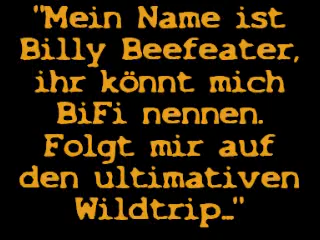 "Mein Name ist
Billy Beefeater,
ihr könnt mich
BiFi nennen.
Folgt mir auf
den ultimativen
Wildtrip..."